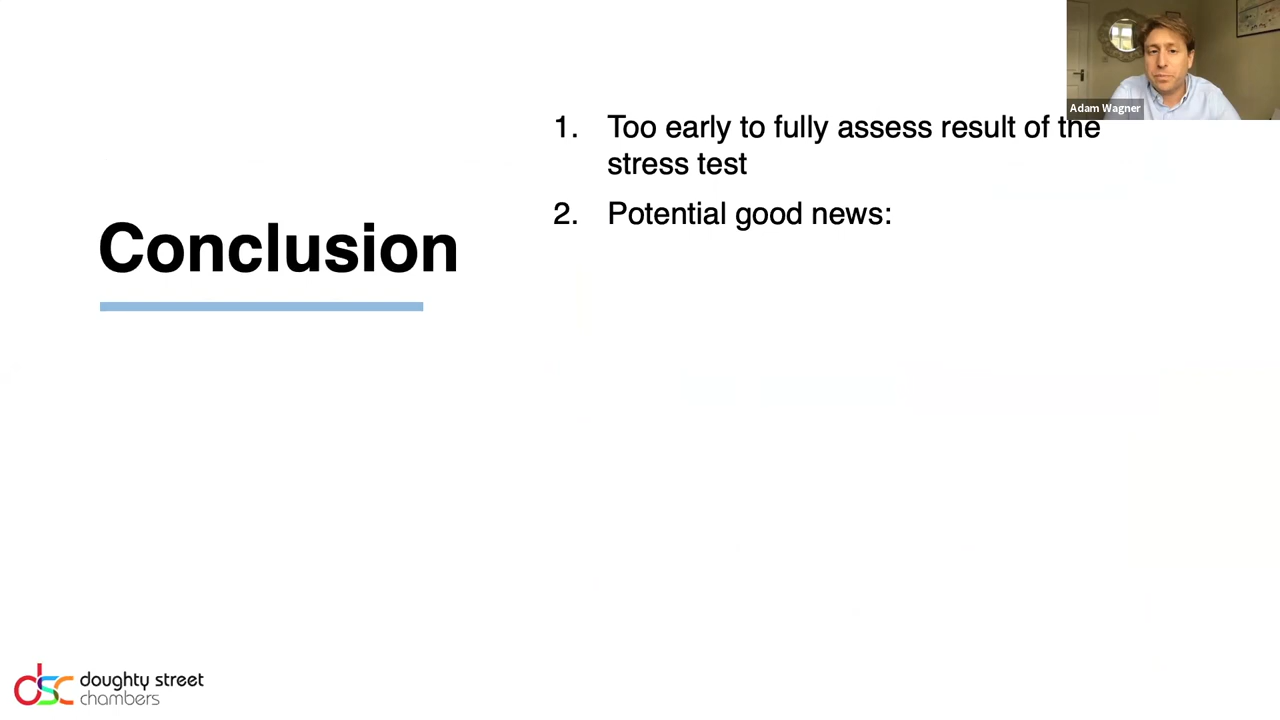 Adam Wagner
1. Too early to fully assess result of the
stress test
2. Potential good news:
Conclusion
dsc doughty street
chambers